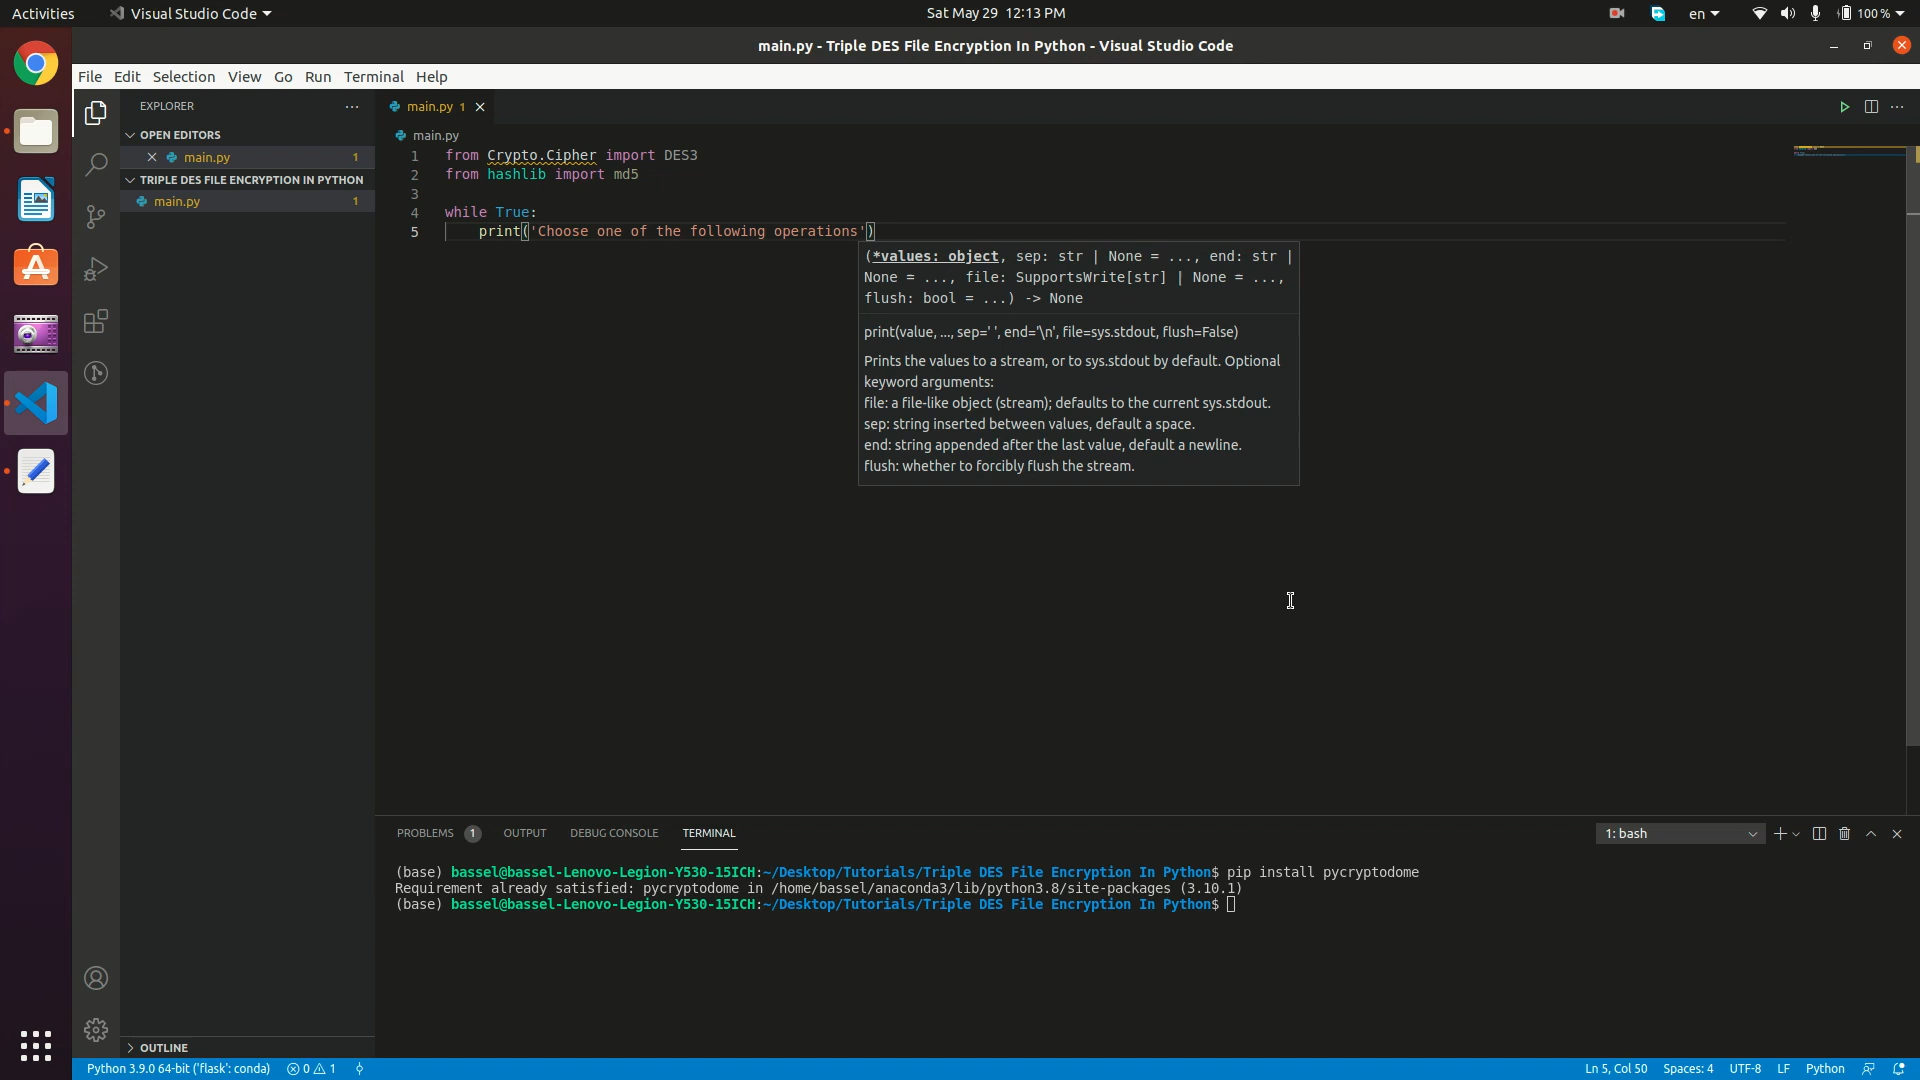 Activities
Visual Studio Code
Sat May 29 12:13 PM
en
100 %
main.py - Triple DES File Encryption In Python - Visual Studio Code
File Edit Selection View Go Run Terminal Help
EXPLORER
OPEN EDITORS
main.py 1
TRIPLE DES FILE ENCRYPTION IN PYTHON
main.py 1
OUTLINE
main.py 1
main.py
1 from Crypto.Cipher import DES3
2 from hashlib import md5
3
4 while True:
5 print('Choose one of the following operations')
(*values: object, sep: str | None = ..., end: str |
None = ..., file: SupportsWrite[str] | None = ...,
flush: bool = ...) -> None
print(value, ..., sep=' ', end='\n', file=sys.stdout, flush=False)
Prints the values to a stream, or to sys.stdout by default. Optional
keyword arguments:
file: a file-like object (stream); defaults to the current sys.stdout.
sep: string inserted between values, default a space.
end: string appended after the last value, default a newline.
flush: whether to forcibly flush the stream.
PROBLEMS 1 OUTPUT DEBUG CONSOLE TERMINAL
1: bash
(base) bassel@bassel-Lenovo-Legion-Y530-15ICH:~/Desktop/Tutorials/Triple DES File Encryption In Python$ pip install pycryptodome
Requirement already satisfied: pycryptodome in /home/bassel/anaconda3/lib/python3.8/site-packages (3.10.1)
(base) bassel@bassel-Lenovo-Legion-Y530-15ICH:~/Desktop/Tutorials/Triple DES File Encryption In Python$
Python 3.9.0 64-bit ('flask': conda) 0 1
Ln 5, Col 50 Spaces: 4 UTF-8 LF Python